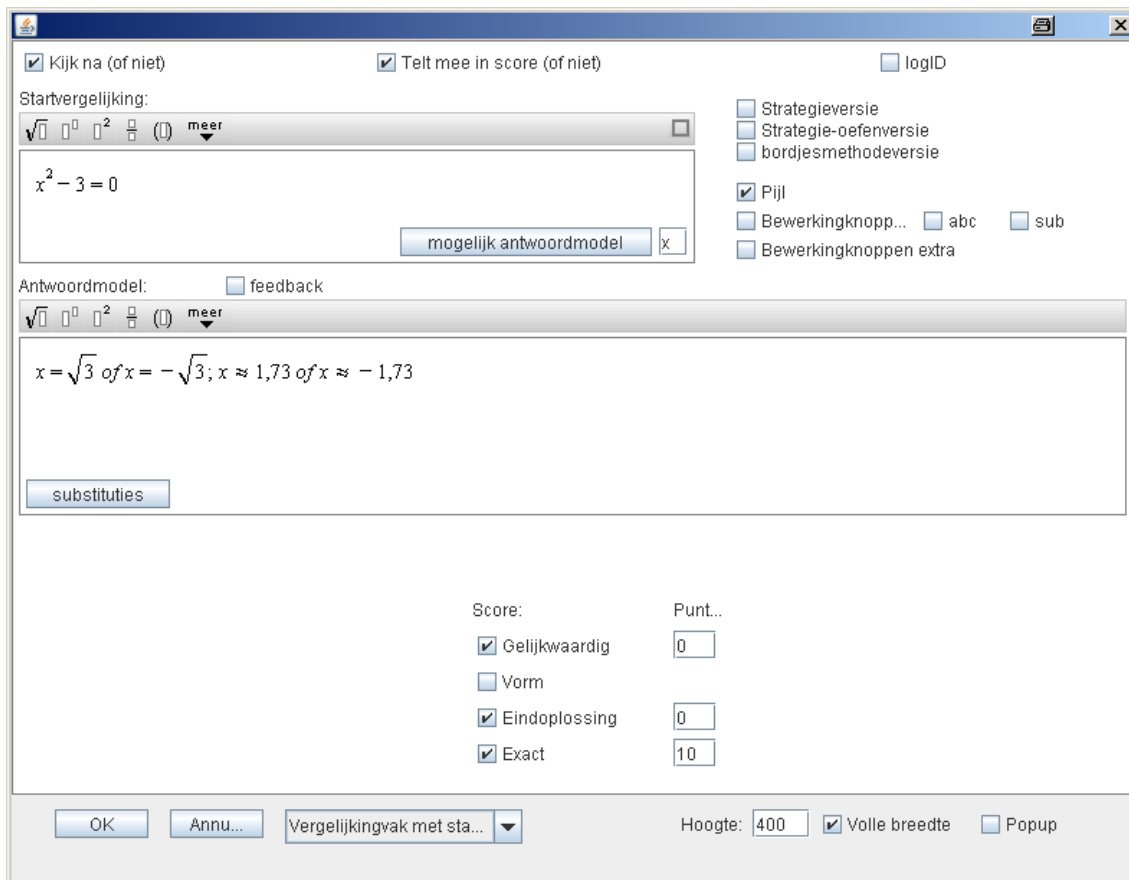 Kijk na (of niet) Telt mee in score (of niet) logID
Startvergelijking:
meer
x² − 3 = 0
mogelijk antwoordmodel x
Strategieversie
Strategie-oefenversie
bordjesmethodeversie
Pijl
Bewerkingknopp... abc sub
Bewerkingknoppen extra
Antwoordmodel: feedback
meer
x = √3 of x = − √3; x ≈ 1,73 of x ≈ − 1,73
substituties
Score: Punt...
Gelijkwaardig 0
Vorm
Eindoplossing 0
Exact 10
OK Annu... Vergelijkingvak met sta... Hoogte: 400 Volle breedte Popup